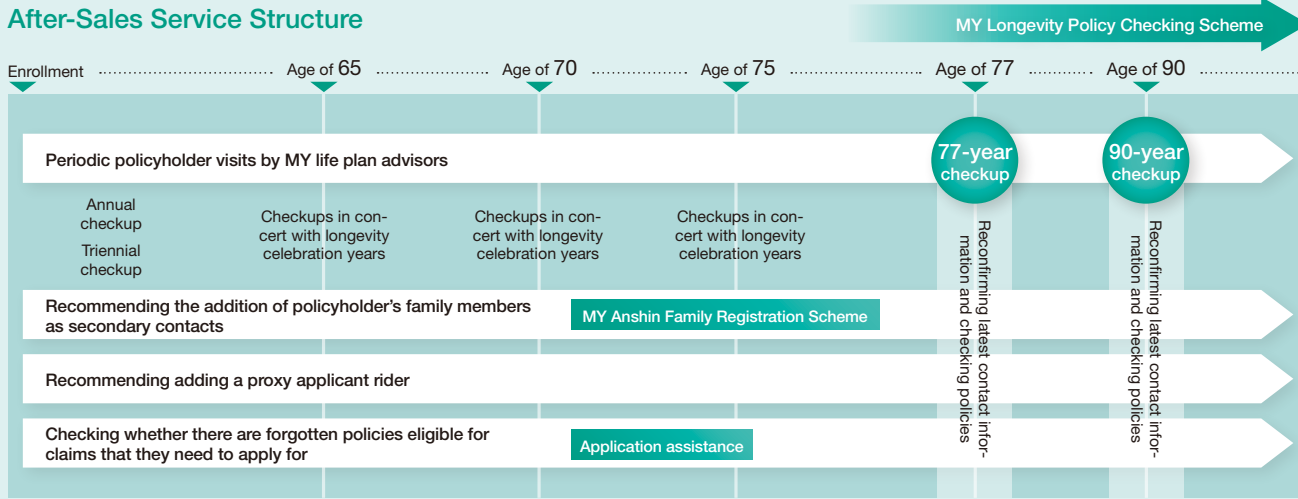 After-Sales Service Structure
MY Longevity Policy Checking Scheme
Enrollment
Age of 65
Age of 70
Age of 75
Age of 77
Age of 90
Periodic policyholder visits by MY life plan advisors
77-year
checkup
90-year
checkup
Annual
checkup
Triennial
checkup
Checkups in con-
cert with longevity
celebration years
Checkups in con-
cert with longevity
celebration years
Checkups in con-
cert with longevity
celebration years
Reconfirming latest contact infor-
mation and checking policies
Reconfirming latest contact infor-
mation and checking policies
Recommending the addition of policyholder's family members
as secondary contacts
MY Anshin Family Registration Scheme
Recommending adding a proxy applicant rider
Checking whether there are forgotten policies eligible for
claims that they need to apply for
Application assistance